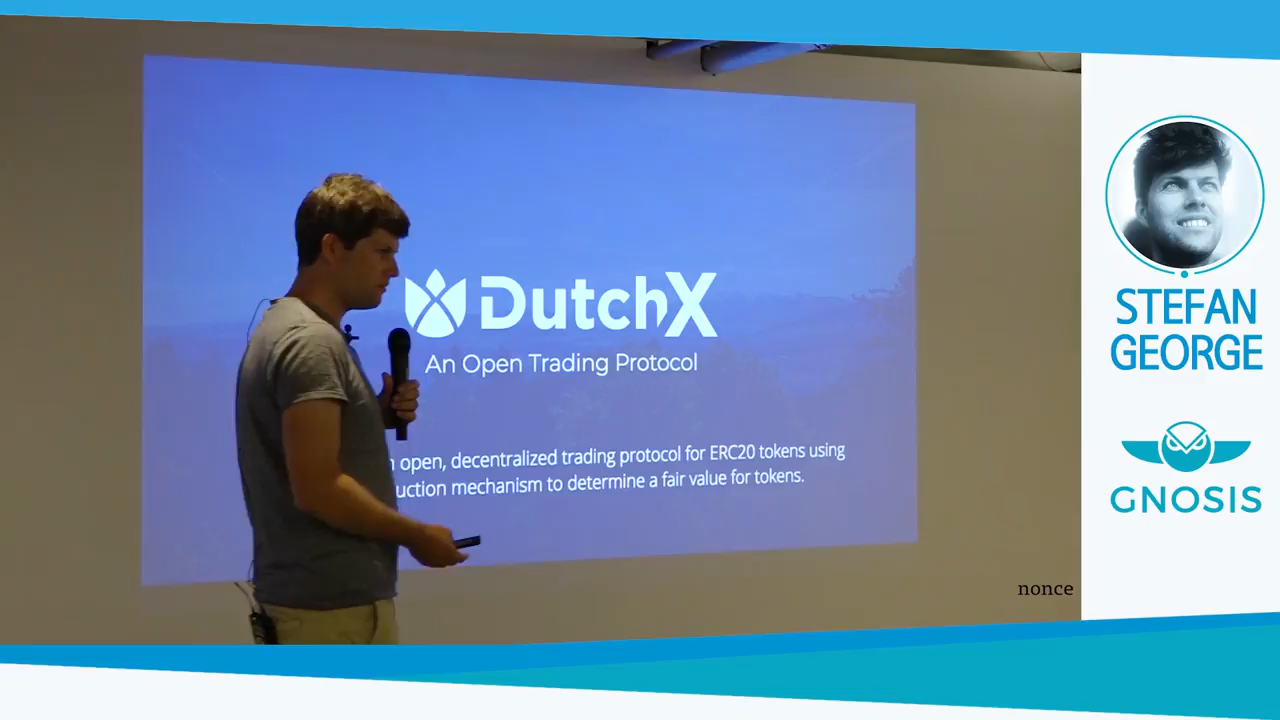 DutchX
An Open Trading Protocol
open, decentralized trading protocol for ERC20 tokens using
mechanism to determine a fair value for tokens.
nonce
STEFAN
GEORGE
GNOSIS